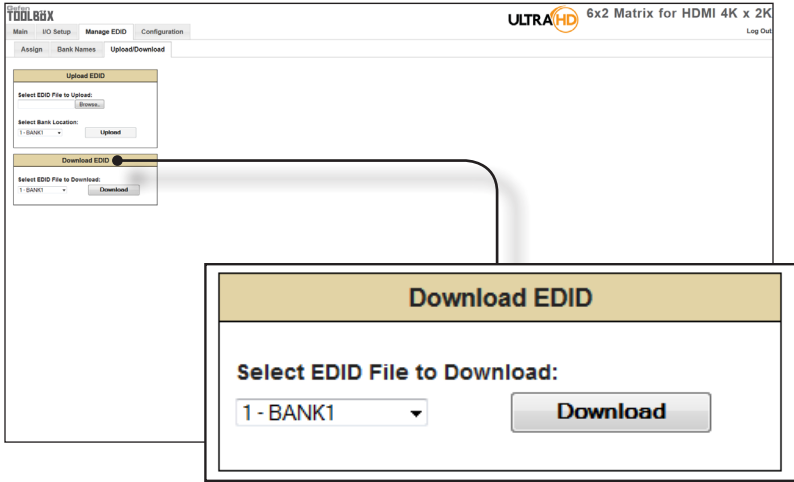 Gefen
TOOLBOX
ULTRA HD 6x2 Matrix for HDMI 4K x 2K
Main I/O Setup Manage EDID Configuration
Log Out
Assign Bank Names Upload/Download
Upload EDID
Select EDID File to Upload:
Browse..
Select Bank Location:
1 - BANK1 Upload
Download EDID
Select EDID File to Download:
1 - BANK1 Download
Download EDID
Select EDID File to Download:
1 - BANK1 Download